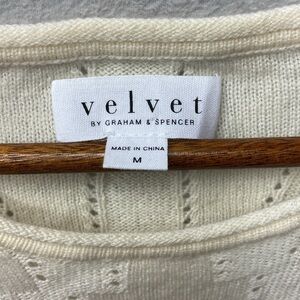 velvet
BY GRAHAM & SPENCER
MADE IN CHINA
M